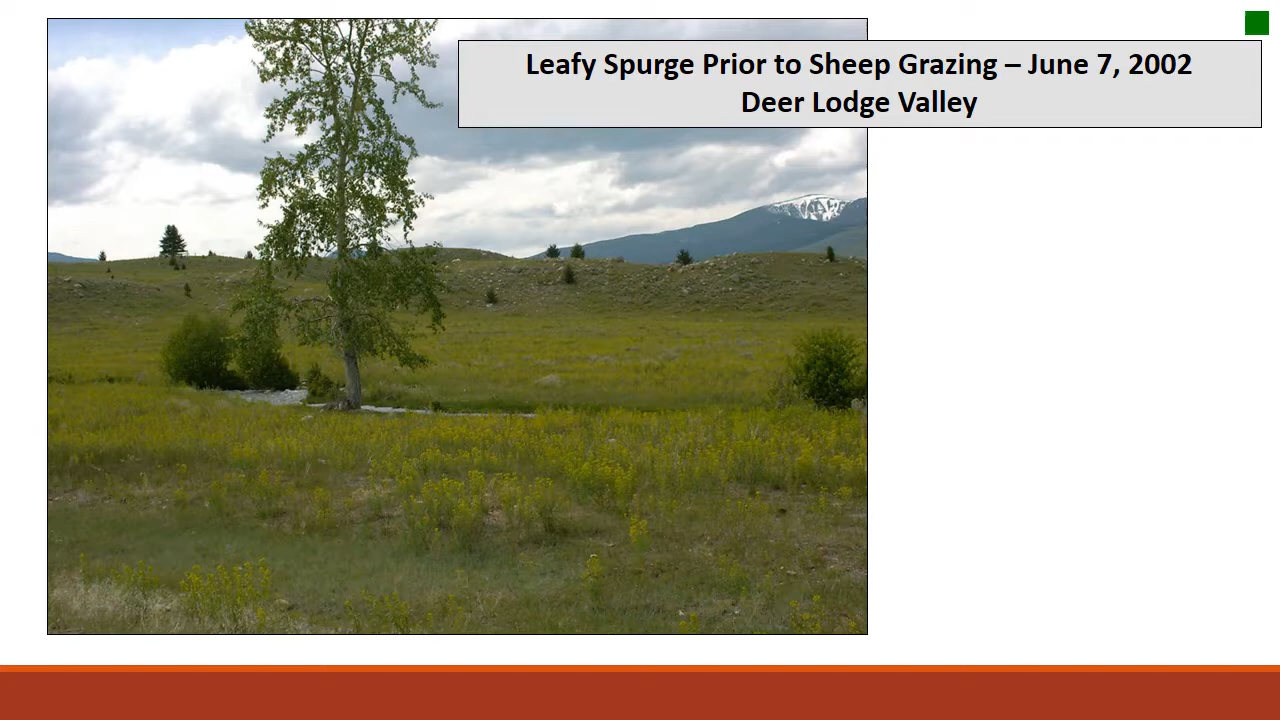 Leafy Spurge Prior to Sheep Grazing – June 7, 2002
Deer Lodge Valley